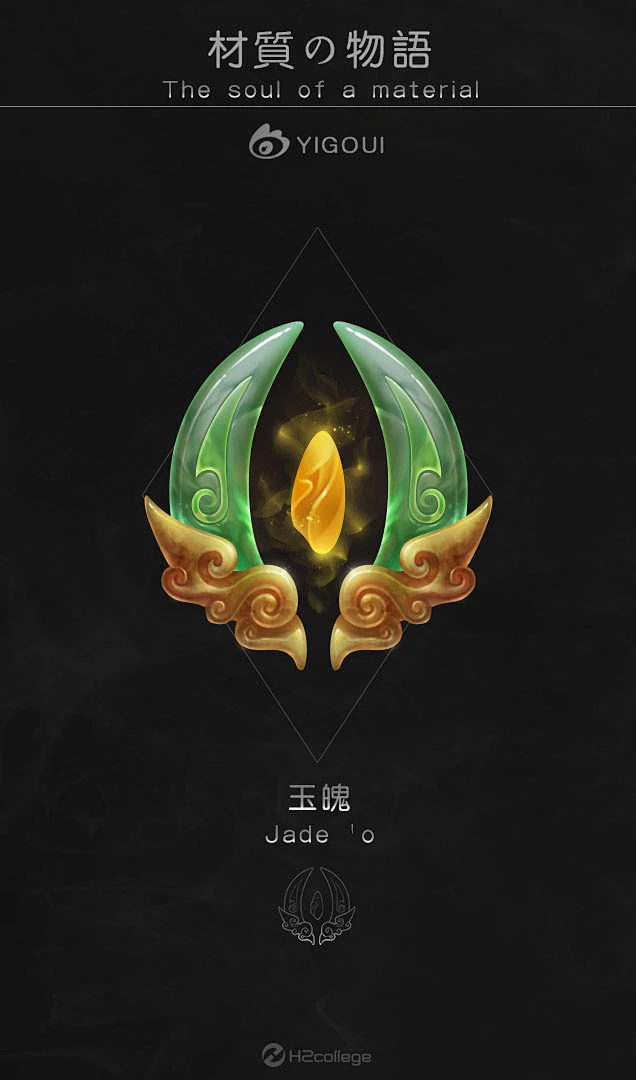 材質の物語
The soul of a material
YIGOUI
玉魄
Jade 'o
H2college